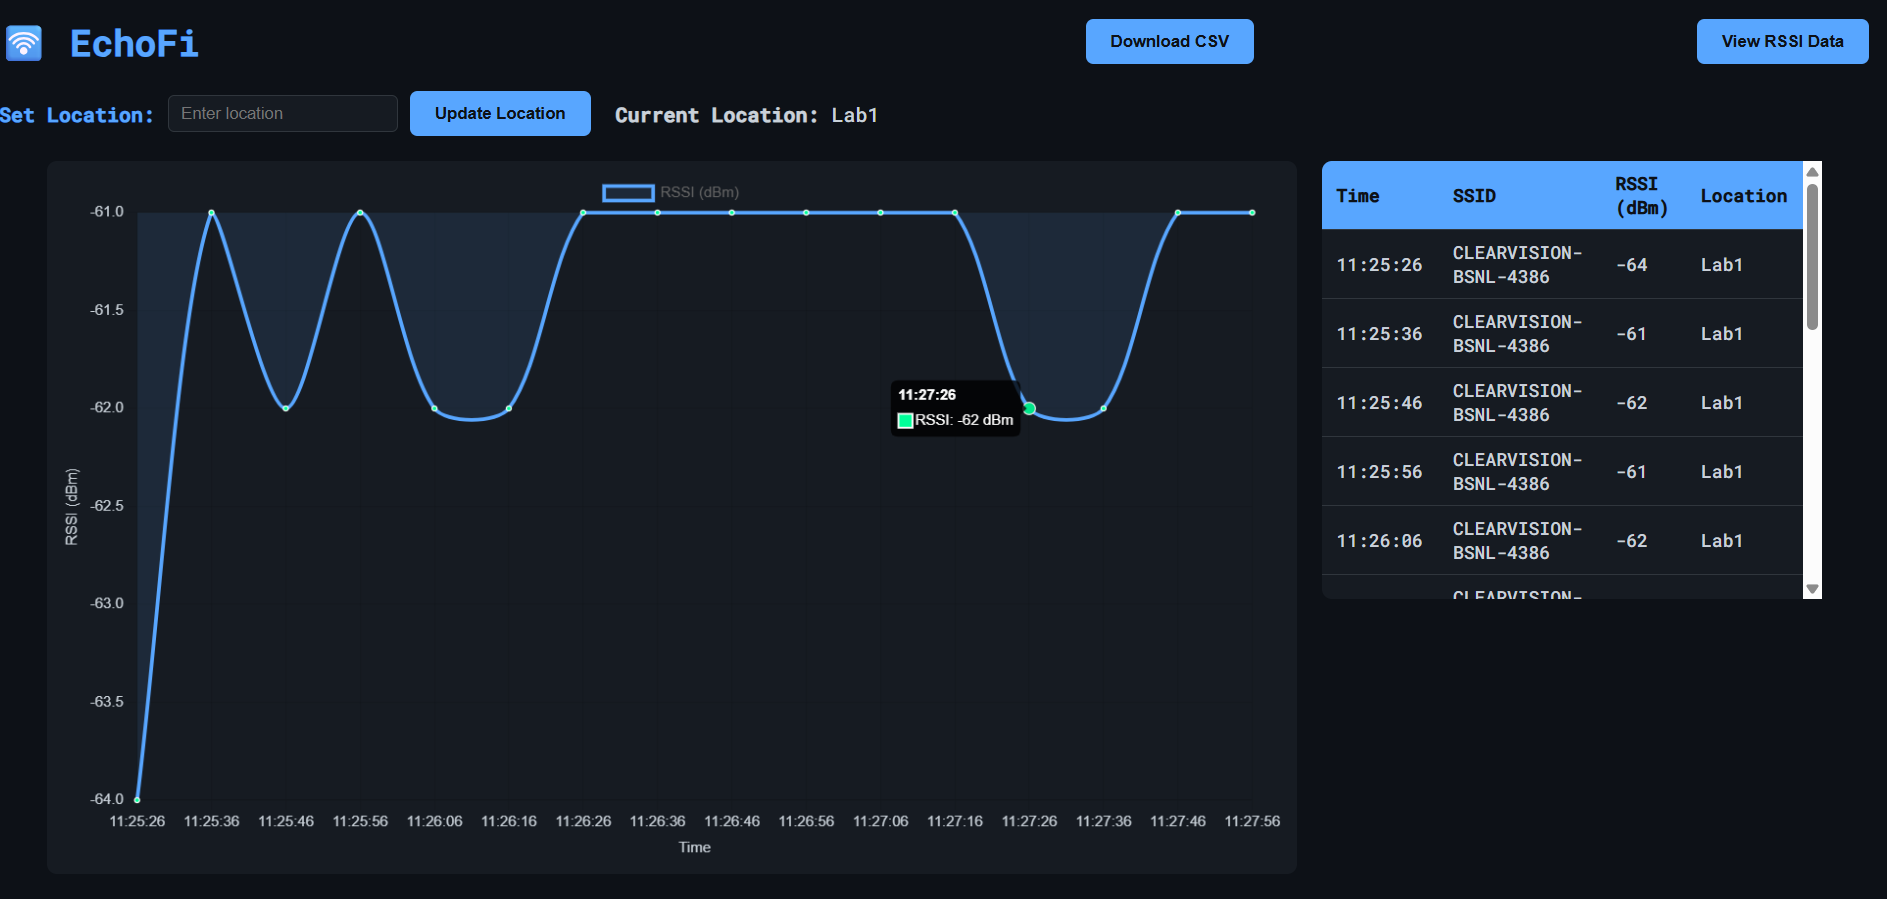 EchoFi
Download CSV
View RSSI Data
Set Location:
Enter location
Update Location
Current Location: Lab1
RSSI (dBm)
-61.0
-61.5
-62.0
-62.5
-63.0
-63.5
-64.0
RSSI (dBm)
11:27:26
RSSI: -62 dBm
11:25:26 11:25:36 11:25:46 11:25:56 11:26:06 11:26:16 11:26:26 11:26:36 11:26:46 11:26:56 11:27:06 11:27:16 11:27:26 11:27:36 11:27:46 11:27:56
Time
Time SSID RSSI (dBm) Location
11:25:26 CLEARVISION-BSNL-4386 -64 Lab1
11:25:36 CLEARVISION-BSNL-4386 -61 Lab1
11:25:46 CLEARVISION-BSNL-4386 -62 Lab1
11:25:56 CLEARVISION-BSNL-4386 -61 Lab1
11:26:06 CLEARVISION-BSNL-4386 -62 Lab1
CLEARVISION-